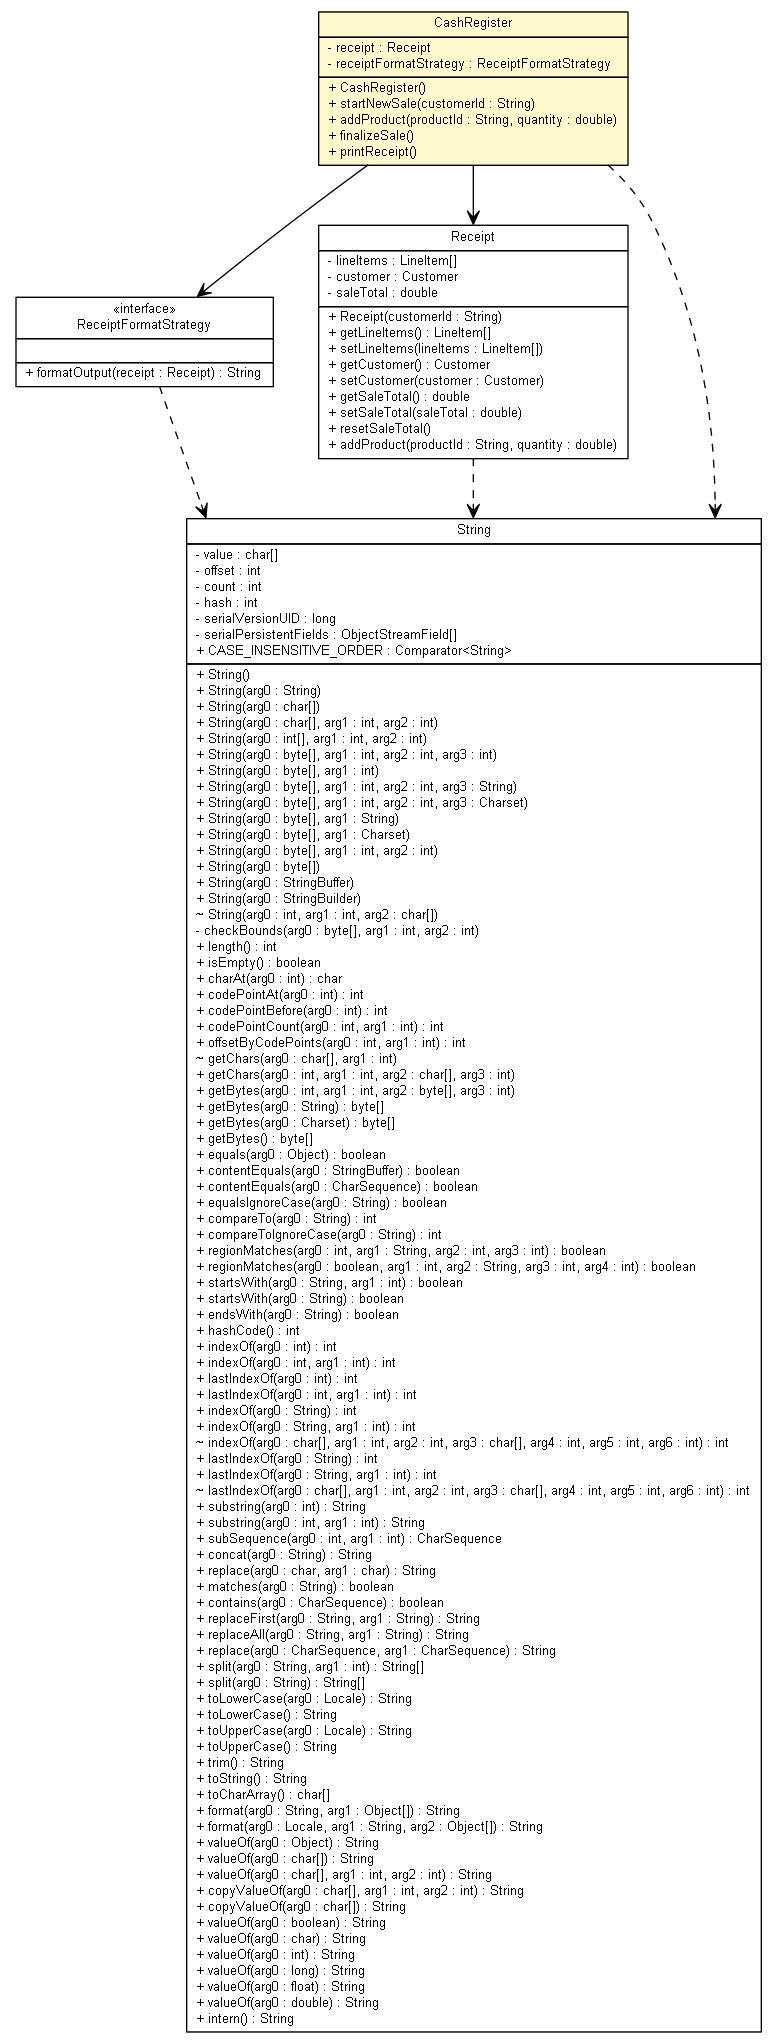 CashRegister
- receipt : Receipt
- receiptFormatStrategy : ReceiptFormatStrategy
+ CashRegister()
+ startNewSale(customerId : String)
+ addProduct(productId : String, quantity : double)
+ finalizeSale()
+ printReceipt()
Receipt
- lineItems : LineItem[]
- customer : Customer
- saleTotal : double
+ Receipt(customerId : String)
+ getLineItems() : LineItem[]
+ setLineItems(lineItems : LineItem[])
+ getCustomer() : Customer
+ setCustomer(customer : Customer)
+ getSaleTotal() : double
+ setSaleTotal(saleTotal : double)
+ resetSaleTotal()
+ addProduct(productId : String, quantity : double)
«interface»
ReceiptFormatStrategy
+ formatOutput(receipt : Receipt) : String
String
- value : char[]
- offset : int
- count : int
- hash : int
- serialVersionUID : long
- serialPersistentFields : ObjectStreamField[]
+ CASE_INSENSITIVE_ORDER : Comparator<String>
+ String()
+ String(arg0 : String)
+ String(arg0 : char[])
+ String(arg0 : char[], arg1 : int, arg2 : int)
+ String(arg0 : int[], arg1 : int, arg2 : int)
+ String(arg0 : byte[], arg1 : int, arg2 : int, arg3 : int)
+ String(arg0 : byte[], arg1 : int)
+ String(arg0 : byte[], arg1 : int, arg2 : int, arg3 : String)
+ String(arg0 : byte[], arg1 : int, arg2 : int, arg3 : Charset)
+ String(arg0 : byte[], arg1 : String)
+ String(arg0 : byte[], arg1 : Charset)
+ String(arg0 : byte[], arg1 : int, arg2 : int)
+ String(arg0 : byte[])
+ String(arg0 : StringBuffer)
+ String(arg0 : StringBuilder)
~ String(arg0 : int, arg1 : int, arg2 : char[])
- checkBounds(arg0 : byte[], arg1 : int, arg2 : int)
+ length() : int
+ isEmpty() : boolean
+ charAt(arg0 : int) : char
+ codePointAt(arg0 : int) : int
+ codePointBefore(arg0 : int) : int
+ codePointCount(arg0 : int, arg1 : int) : int
+ offsetByCodePoints(arg0 : int, arg1 : int) : int
~ getChars(arg0 : char[], arg1 : int)
+ getChars(arg0 : int, arg1 : int, arg2 : char[], arg3 : int)
+ getBytes(arg0 : int, arg1 : int, arg2 : byte[], arg3 : int)
+ getBytes(arg0 : String) : byte[]
+ getBytes(arg0 : Charset) : byte[]
+ getBytes() : byte[]
+ equals(arg0 : Object) : boolean
+ contentEquals(arg0 : StringBuffer) : boolean
+ contentEquals(arg0 : CharSequence) : boolean
+ equalsIgnoreCase(arg0 : String) : boolean
+ compareTo(arg0 : String) : int
+ compareToIgnoreCase(arg0 : String) : int
+ regionMatches(arg0 : int, arg1 : String, arg2 : int, arg3 : int) : boolean
+ regionMatches(arg0 : boolean, arg1 : int, arg2 : String, arg3 : int, arg4 : int) : boolean
+ startsWith(arg0 : String, arg1 : int) : boolean
+ startsWith(arg0 : String) : boolean
+ endsWith(arg0 : String) : boolean
+ hashCode() : int
+ indexOf(arg0 : int) : int
+ indexOf(arg0 : int, arg1 : int) : int
+ lastIndexOf(arg0 : int) : int
+ lastIndexOf(arg0 : int, arg1 : int) : int
+ indexOf(arg0 : String) : int
+ indexOf(arg0 : String, arg1 : int) : int
~ indexOf(arg0 : char[], arg1 : int, arg2 : int, arg3 : char[], arg4 : int, arg5 : int, arg6 : int) : int
+ lastIndexOf(arg0 : String) : int
+ lastIndexOf(arg0 : String, arg1 : int) : int
~ lastIndexOf(arg0 : char[], arg1 : int, arg2 : int, arg3 : char[], arg4 : int, arg5 : int, arg6 : int) : int
+ substring(arg0 : int) : String
+ substring(arg0 : int, arg1 : int) : String
+ subSequence(arg0 : int, arg1 : int) : CharSequence
+ concat(arg0 : String) : String
+ replace(arg0 : char, arg1 : char) : String
+ matches(arg0 : String) : boolean
+ contains(arg0 : CharSequence) : boolean
+ replaceFirst(arg0 : String, arg1 : String) : String
+ replaceAll(arg0 : String, arg1 : String) : String
+ replace(arg0 : CharSequence, arg1 : CharSequence) : String
+ split(arg0 : String, arg1 : int) : String[]
+ split(arg0 : String) : String[]
+ toLowerCase(arg0 : Locale) : String
+ toLowerCase() : String
+ toUpperCase(arg0 : Locale) : String
+ toUpperCase() : String
+ trim() : String
+ toString() : String
+ toCharArray() : char[]
+ format(arg0 : String, arg1 : Object[]) : String
+ format(arg0 : Locale, arg1 : String, arg2 : Object[]) : String
+ valueOf(arg0 : Object) : String
+ valueOf(arg0 : char[]) : String
+ valueOf(arg0 : char[], arg1 : int, arg2 : int) : String
+ copyValueOf(arg0 : char[], arg1 : int, arg2 : int) : String
+ copyValueOf(arg0 : char[]) : String
+ valueOf(arg0 : boolean) : String
+ valueOf(arg0 : char) : String
+ valueOf(arg0 : int) : String
+ valueOf(arg0 : long) : String
+ valueOf(arg0 : float) : String
+ valueOf(arg0 : double) : String
+ intern() : String